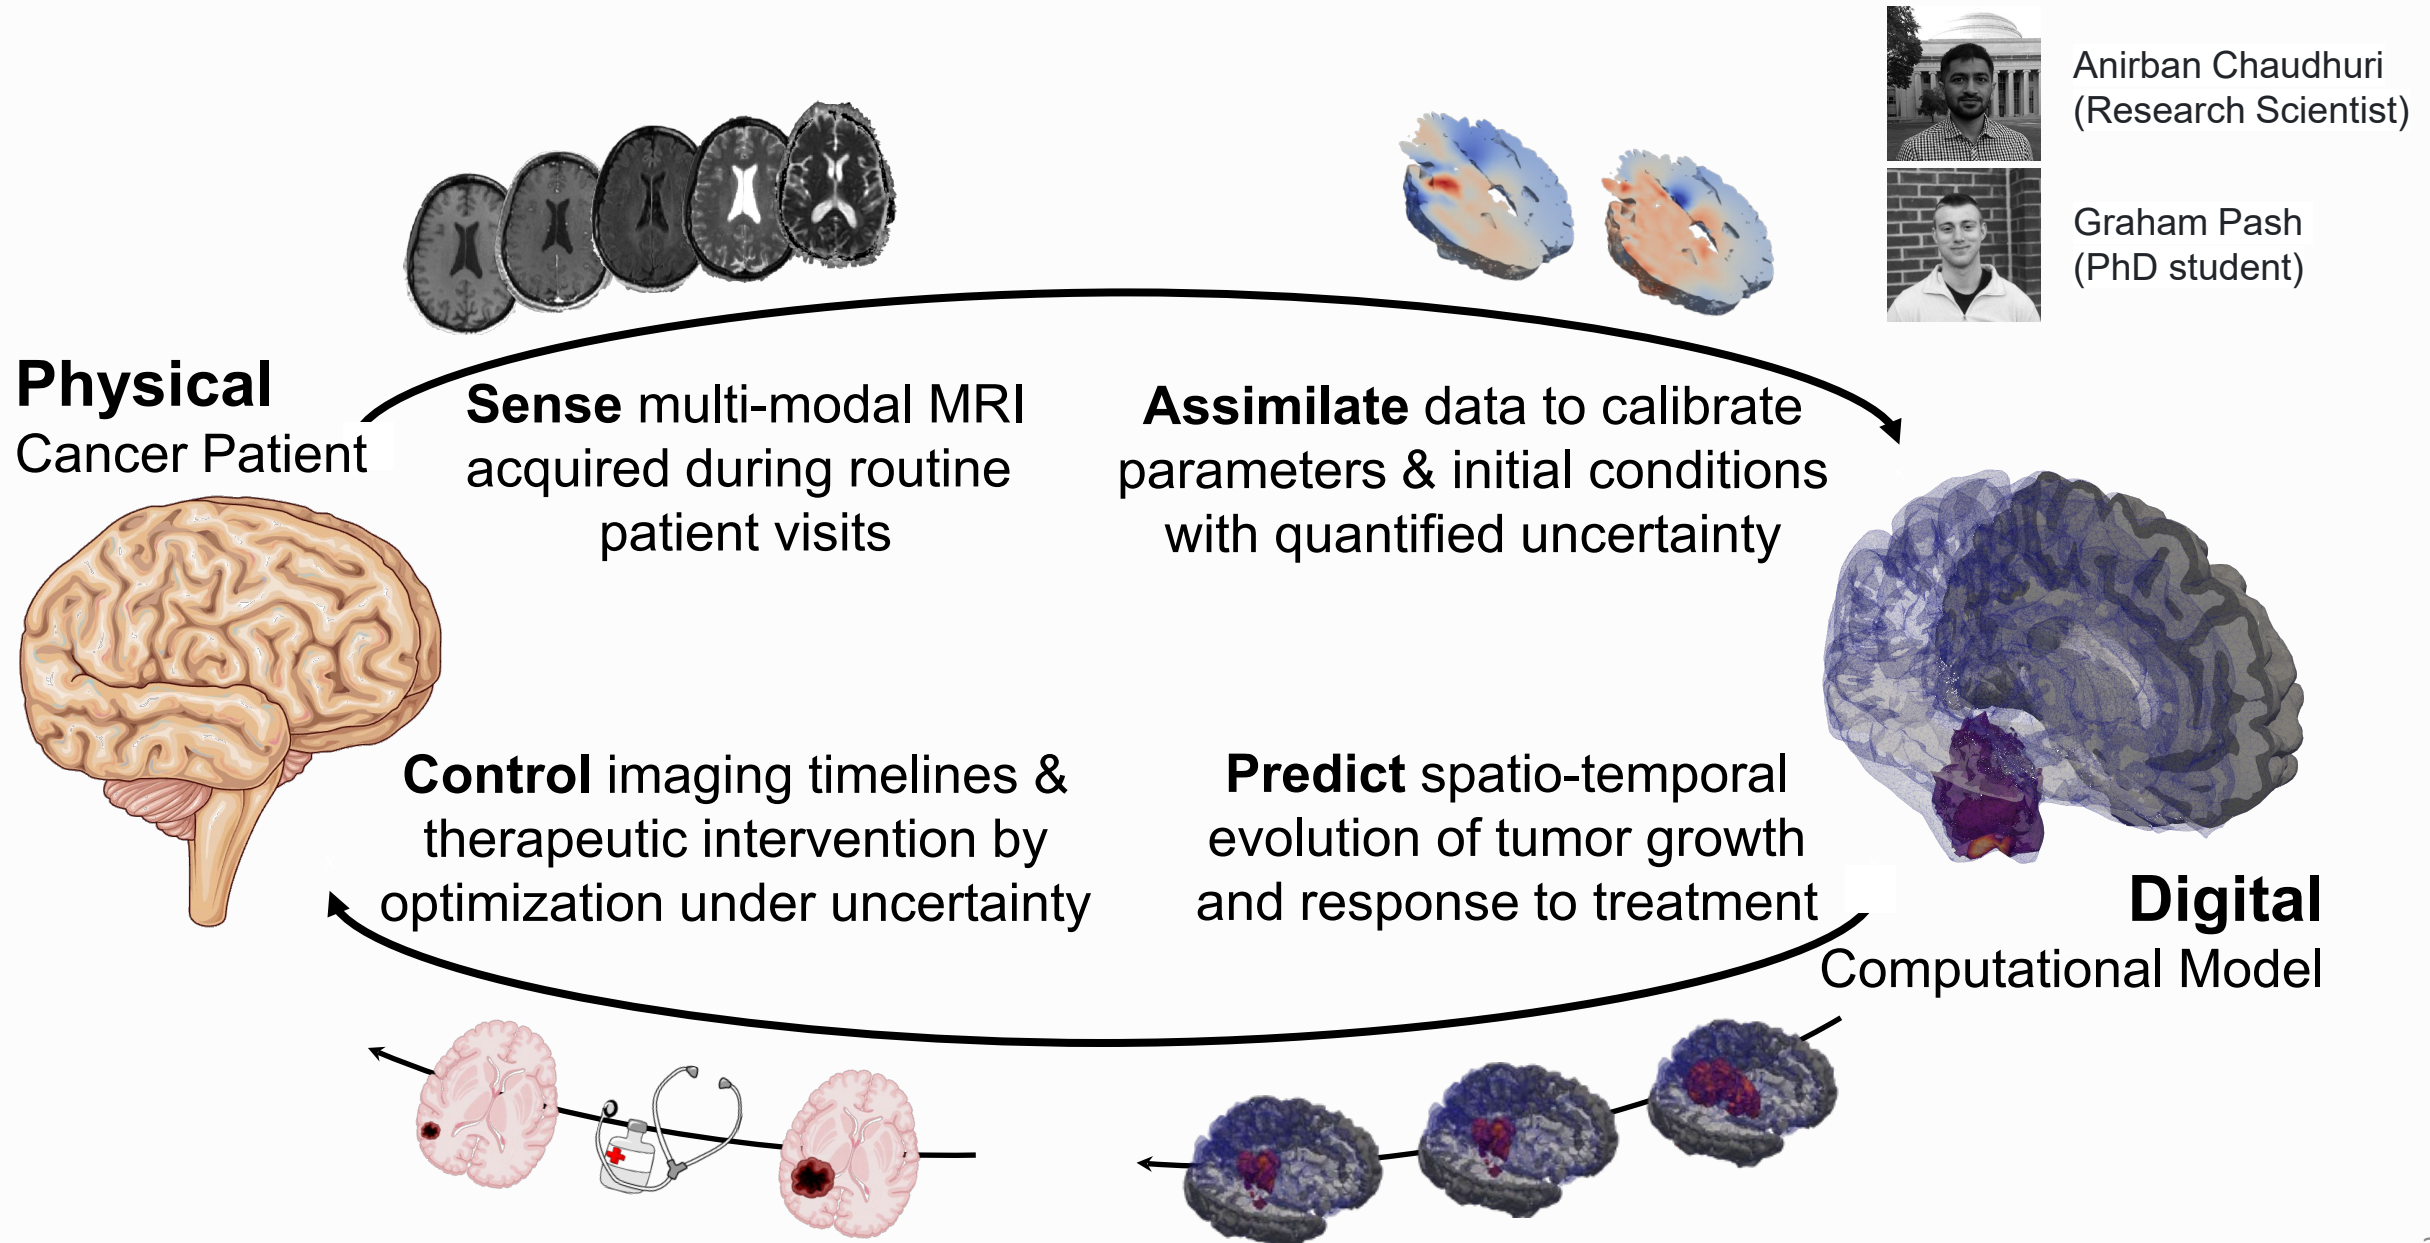 Anirban Chaudhuri
(Research Scientist)
Graham Pash
(PhD student)
Physical
Cancer Patient
Sense multi-modal MRI
acquired during routine
patient visits
Assimilate data to calibrate
parameters & initial conditions
with quantified uncertainty
Control imaging timelines &
therapeutic intervention by
optimization under uncertainty
Predict spatio-temporal
evolution of tumor growth
and response to treatment
Digital
Computational Model